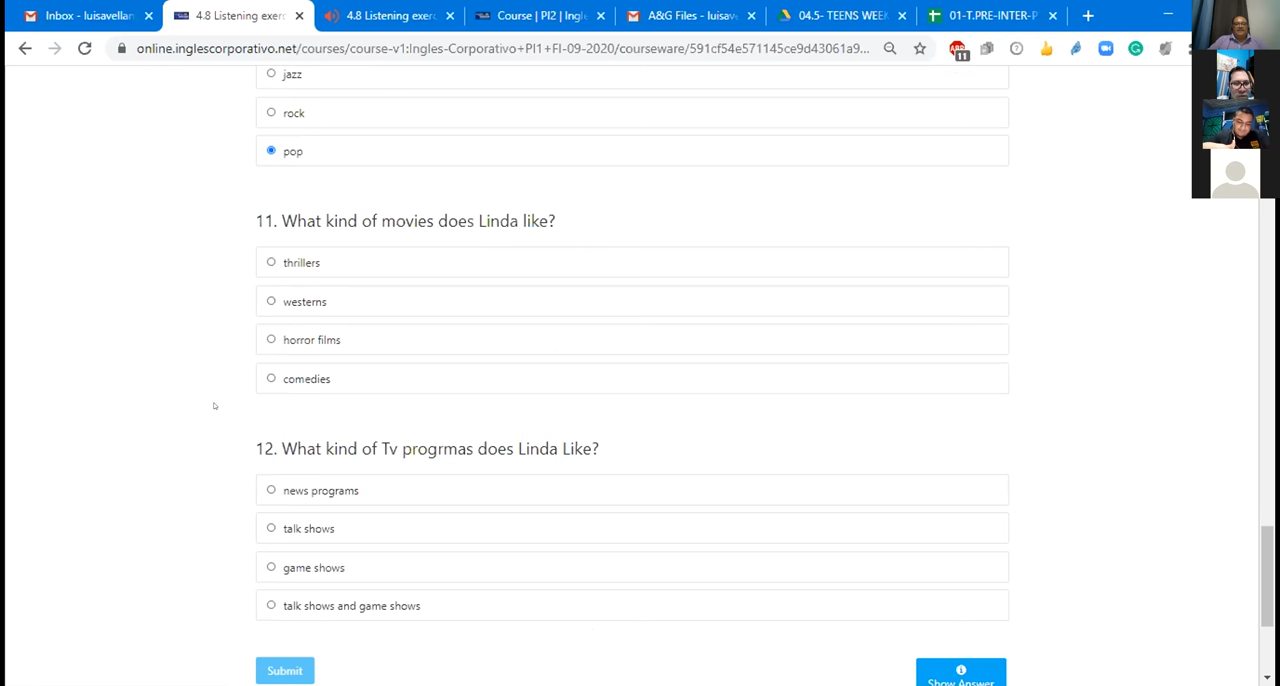 Inbox - luisavellan
4.8 Listening exerc
4.8 Listening exerc
Course | PI2 | Ingle
A&G Files - luisav
04.5- TEENS WEEK
01-T.PRE-INTER-P
online.inglescorporativo.net/courses/course-v1:Ingles-Corporativo+PI1+FI-09-2020/courseware/591cf54e571145ce9d43061a9...
ABP
11
jazz
rock
pop
11. What kind of movies does Linda like?
thrillers
westerns
horror films
comedies
12. What kind of Tv progrmas does Linda Like?
news programs
talk shows
game shows
talk shows and game shows
Submit
Show Answer